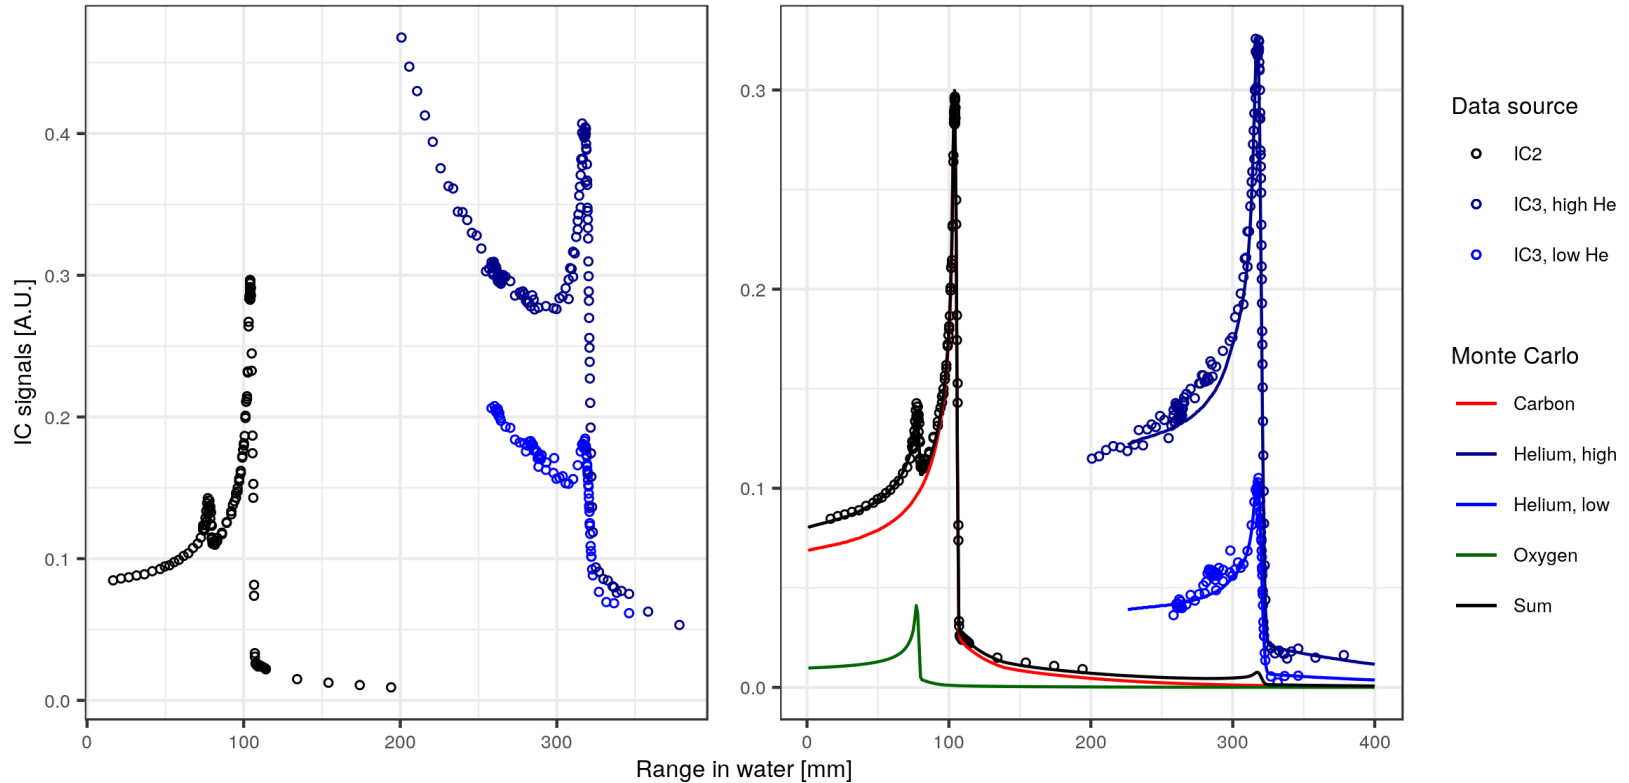 IC signals [A.U.]
0.4
0.3
0.2
0.1
0.0
0
100
200
300
0.3
0.2
0.1
0.0
0
100
200
300
400
Range in water [mm]
Data source
IC2
IC3, high He
IC3, low He
Monte Carlo
Carbon
Helium, high
Helium, low
Oxygen
Sum